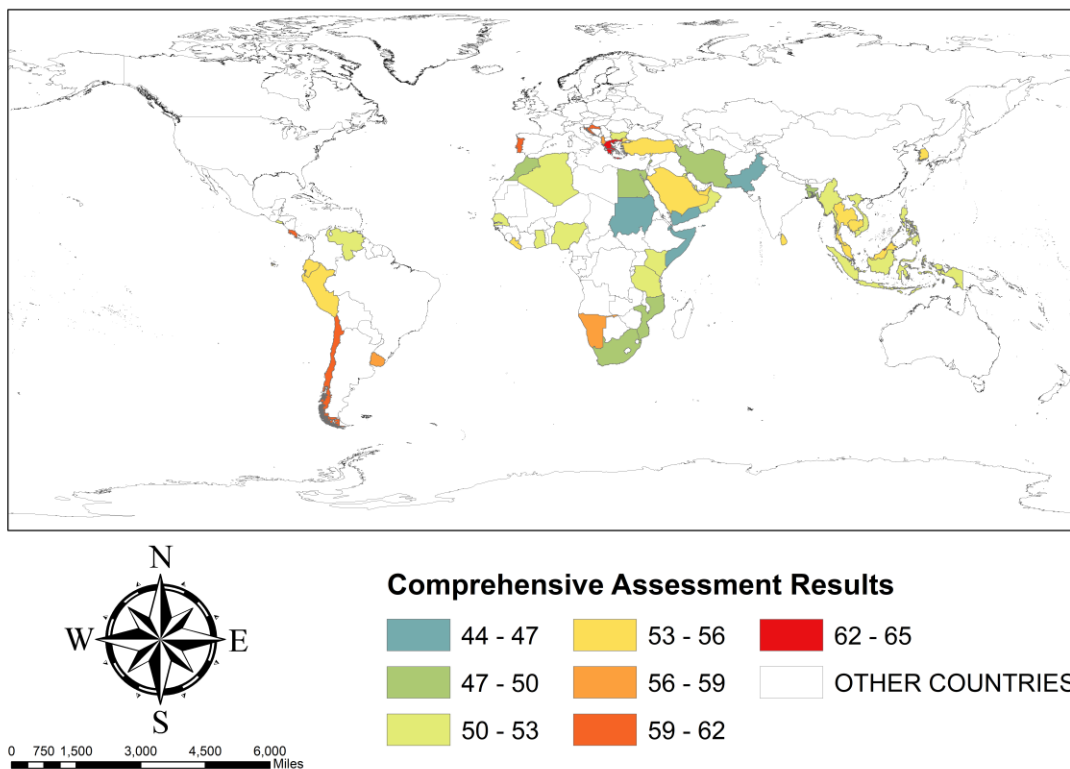 N
W
E
S
0 750 1,500 3,000 4,500 6,000
Miles
Comprehensive Assessment Results
44 - 47
53 - 56
62 - 65
47 - 50
56 - 59
OTHER COUNTRIES
50 - 53
59 - 62